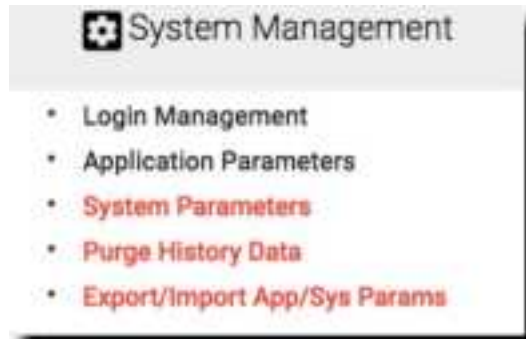 System Management
Login Management
Application Parameters
System Parameters
Purge History Data
Export/Import App/Sys Params